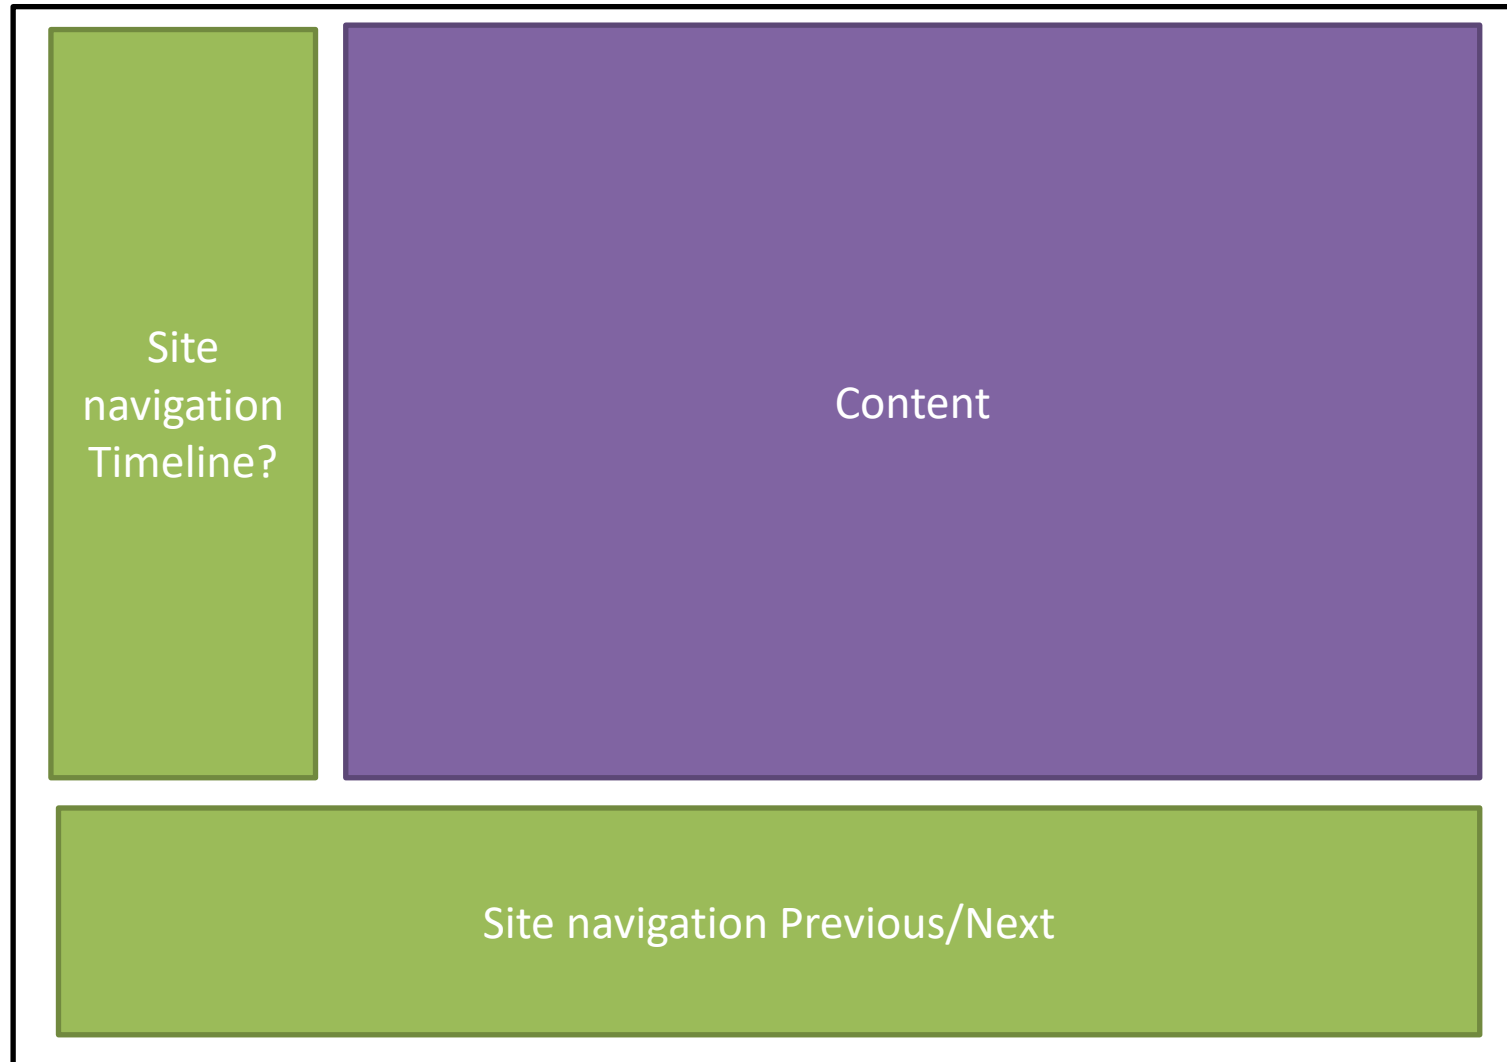 Site
navigation
Timeline?
Content
Site navigation Previous/Next